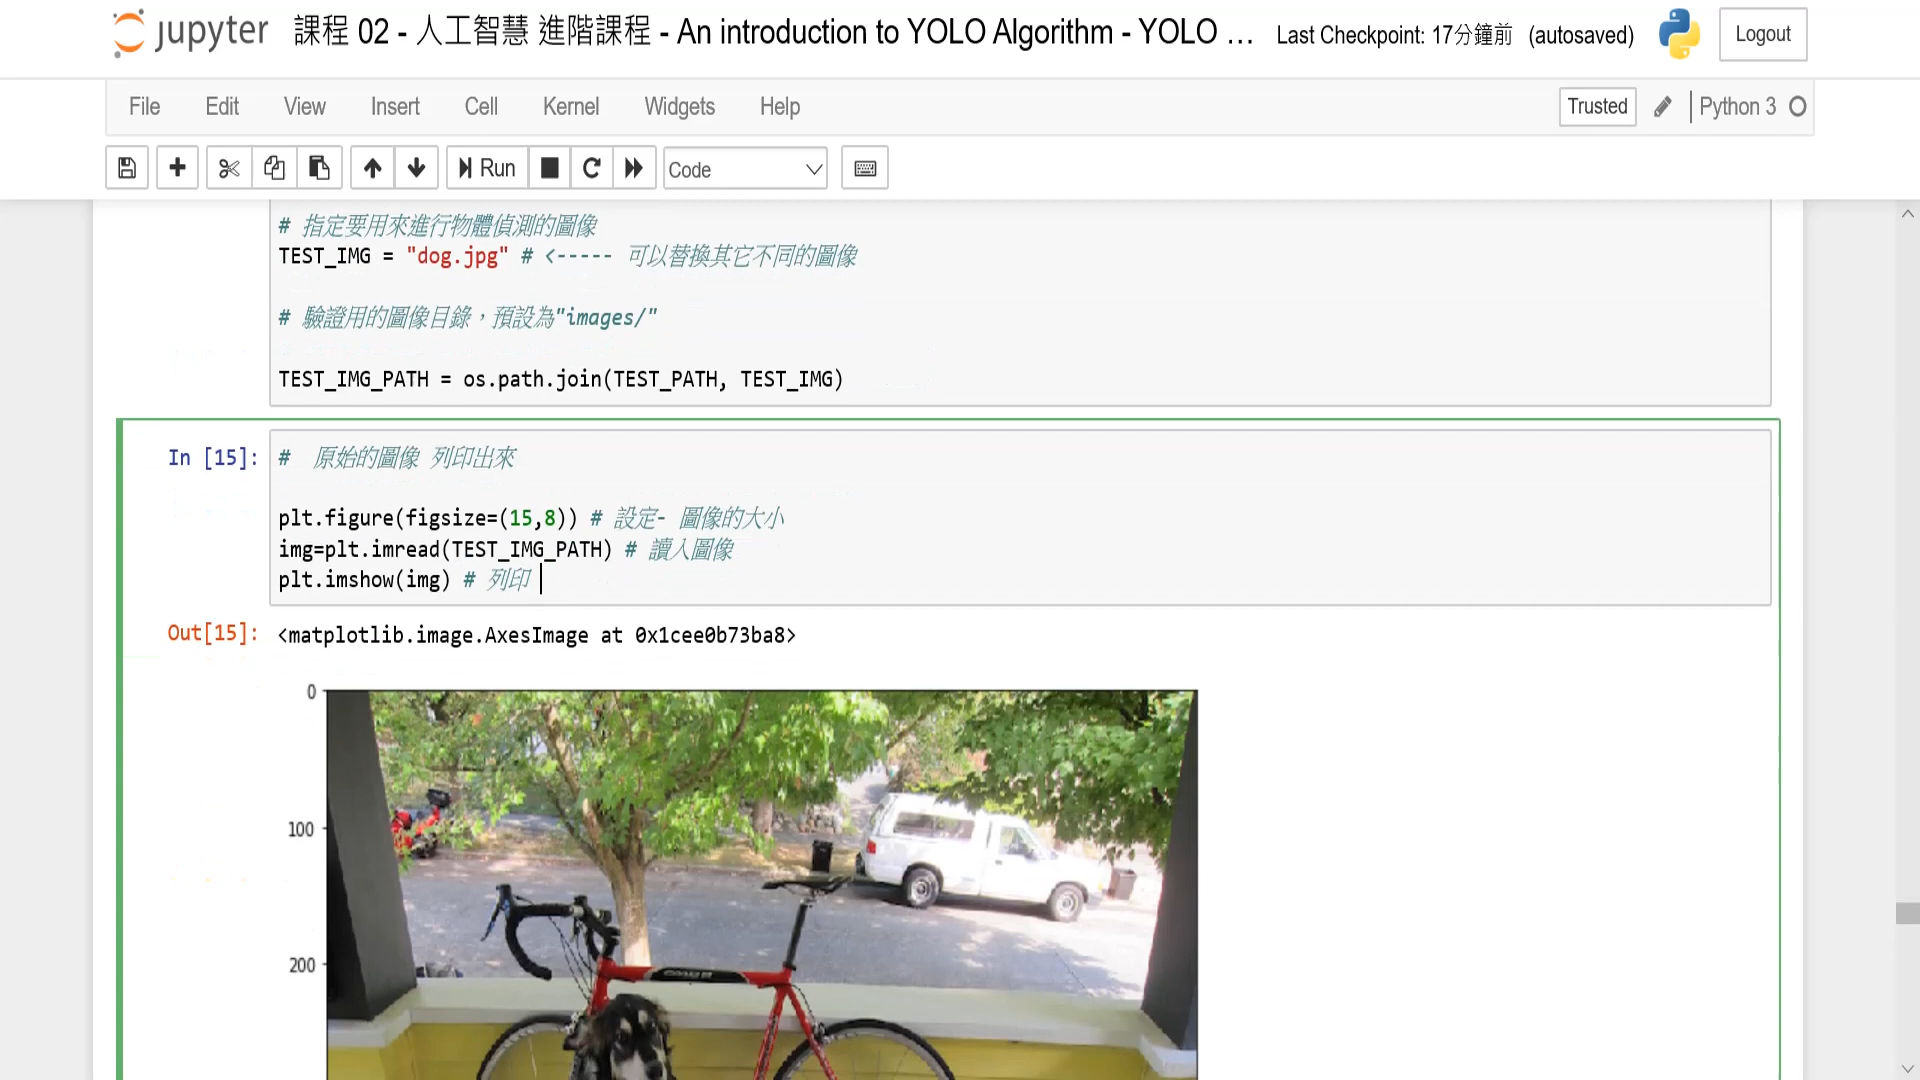 jupyter 課程 02 - 人工智慧 進階課程 - An introduction to YOLO Algorithm - YOLO ... Last Checkpoint: 17分鐘前 (autosaved) Logout
File Edit View Insert Cell Kernel Widgets Help Trusted Python 3
Run Code
# 指定要用來進行物體偵測的圖像
TEST_IMG = "dog.jpg" # <----- 可以替換其它不同的圖像
# 驗證用的圖像目錄，預設為"images/"
TEST_IMG_PATH = os.path.join(TEST_PATH, TEST_IMG)
In [15]: # 原始的圖像 列印出來
plt.figure(figsize=(15,8)) # 設定- 圖像的大小
img=plt.imread(TEST_IMG_PATH) # 讀入圖像
plt.imshow(img) # 列印
Out[15]: <matplotlib.image.AxesImage at 0x1cee0b73ba8>
0
100
200